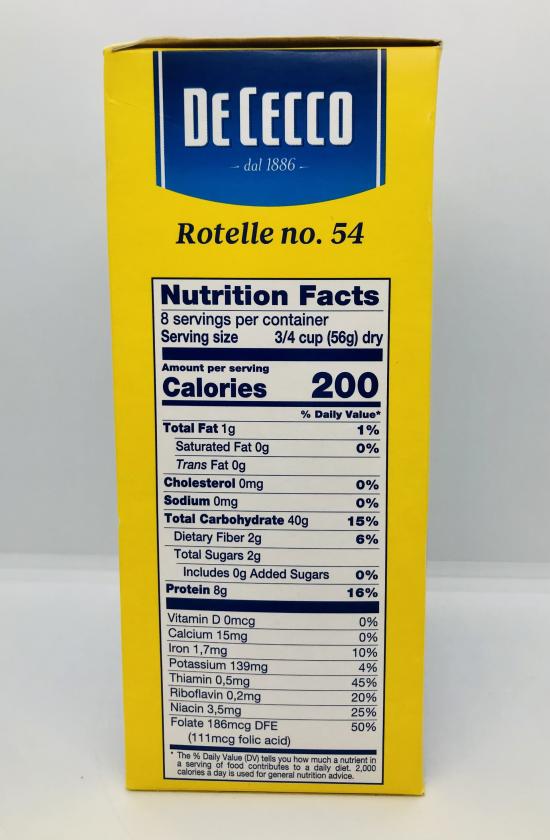 DE CECCO
dal 1886
Rotelle no. 54
Nutrition Facts
8 servings per container
Serving size 3/4 cup (56g) dry
Amount per serving
Calories 200
% Daily Value*
Total Fat 1g 1%
Saturated Fat 0g 0%
Trans Fat 0g
Cholesterol 0mg 0%
Sodium 0mg 0%
Total Carbohydrate 40g 15%
Dietary Fiber 2g 6%
Total Sugars 2g
Includes 0g Added Sugars 0%
Protein 8g 16%
Vitamin D 0mcg 0%
Calcium 15mg 0%
Iron 1,7mg 10%
Potassium 139mg 4%
Thiamin 0,5mg 45%
Riboflavin 0,2mg 20%
Niacin 3,5mg 25%
Folate 186mcg DFE 50%
(111mcg folic acid)
* The % Daily Value (DV) tells you how much a nutrient in
a serving of food contributes to a daily diet. 2,000
calories a day is used for general nutrition advice.